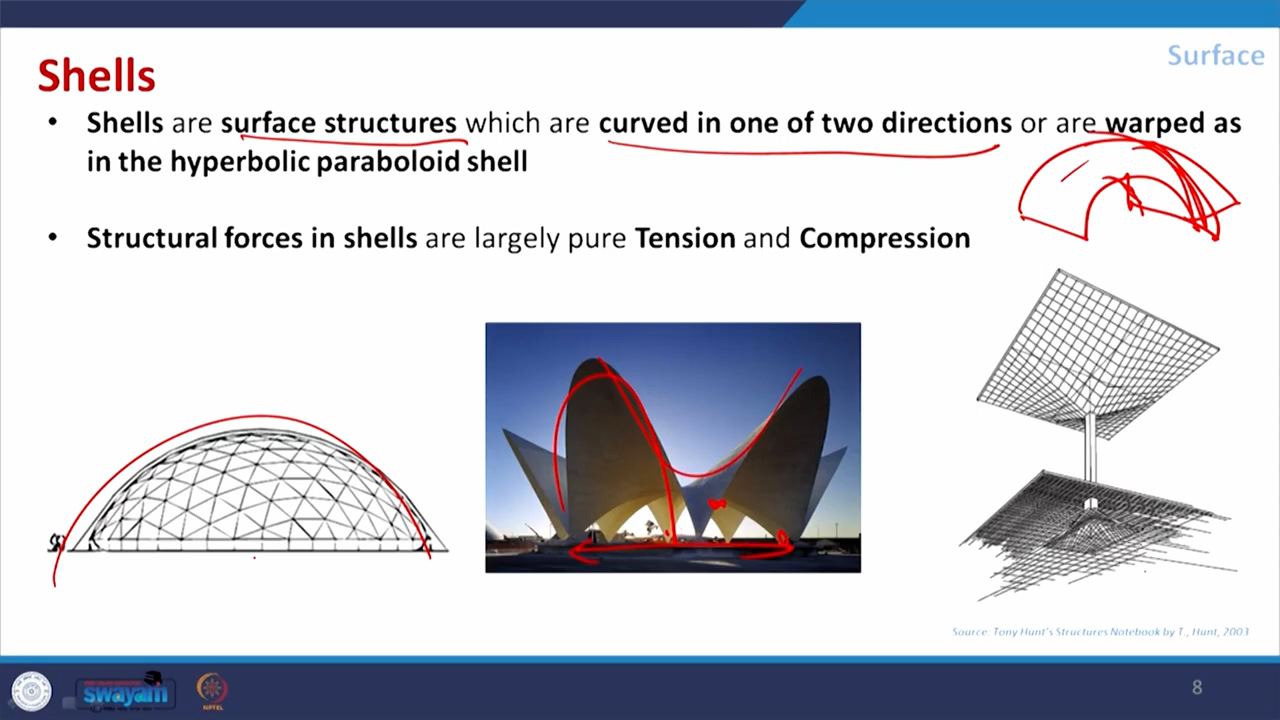 Surface
Shells
• Shells are surface structures which are curved in one of two directions or are warped as
in the hyperbolic paraboloid shell
• Structural forces in shells are largely pure Tension and Compression
Source: Tony Hunt's Structures Notebook by T., Hunt, 2003
swayam
NPTEL
8